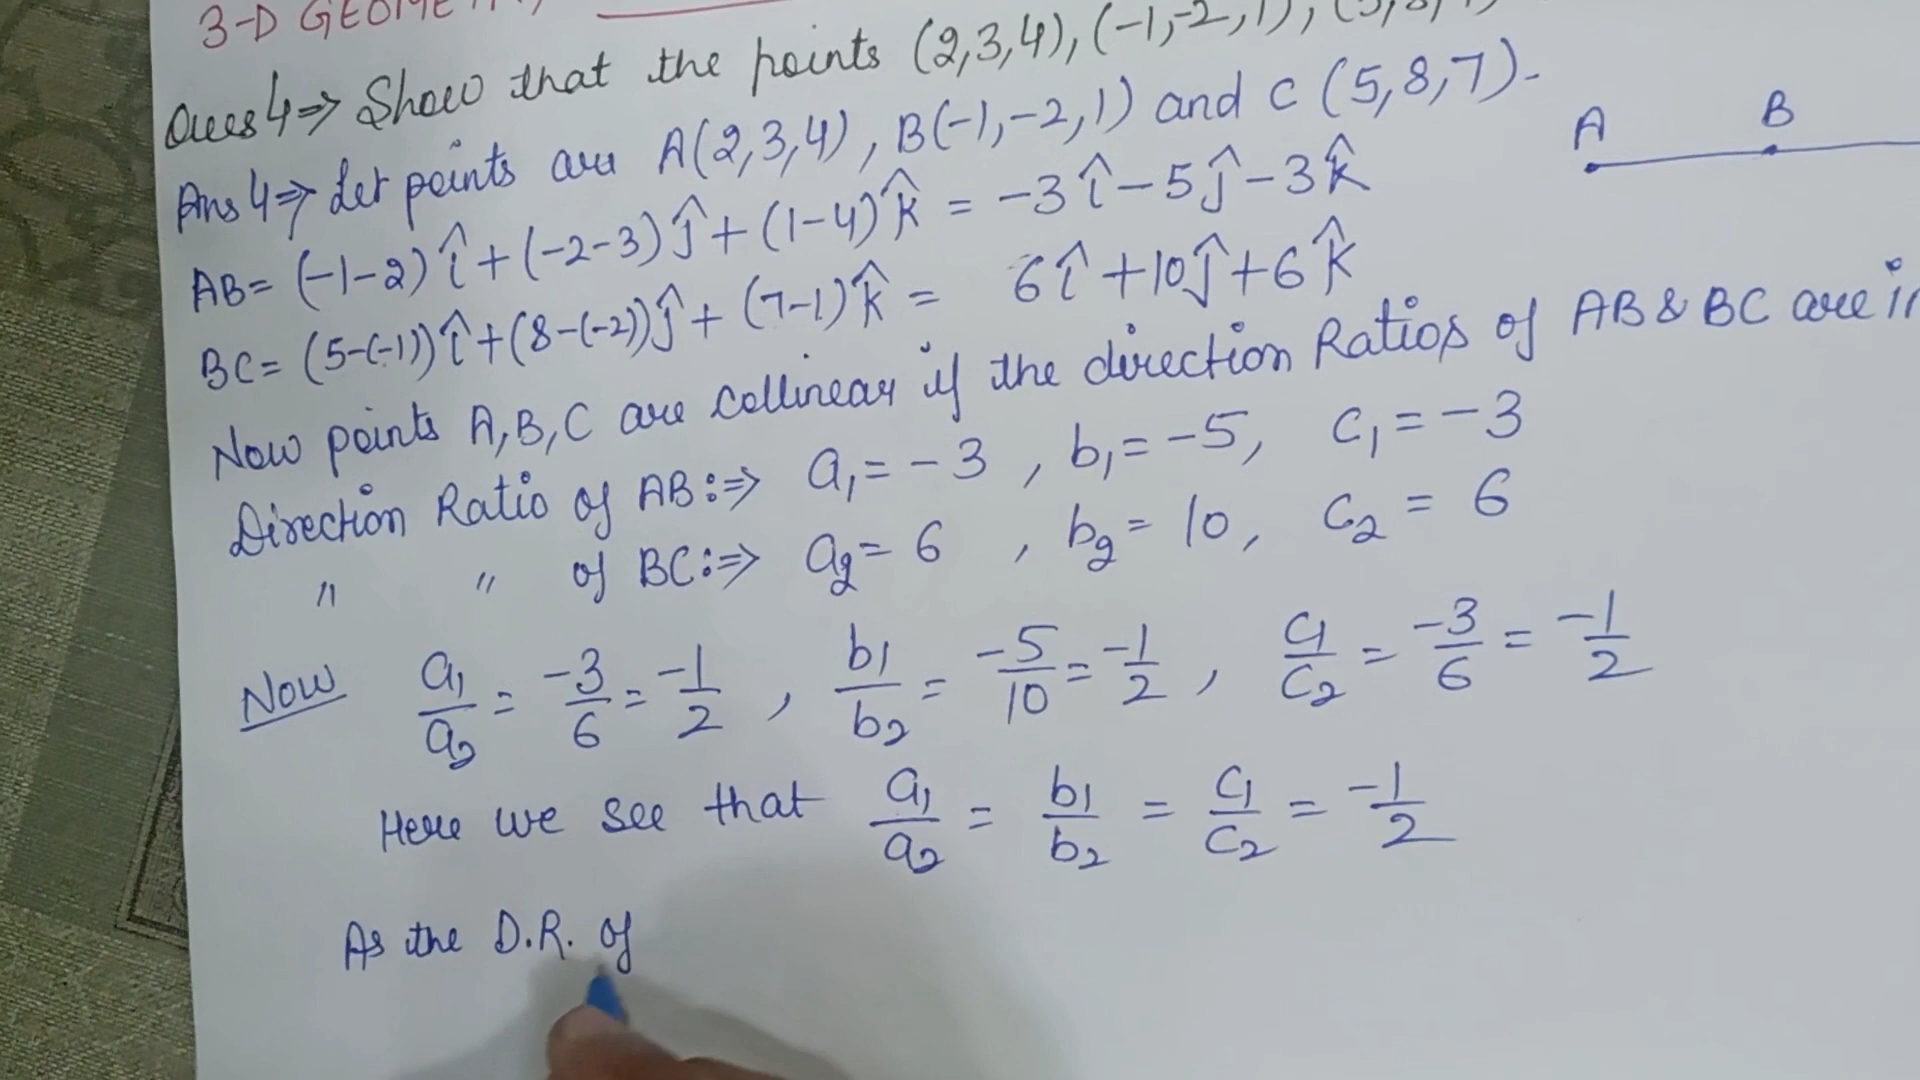 3-D GEOMET
Ques 4⇒ Show that the points (2,3,4), (-1,-2,1), (5,8,
Ans 4⇒ Let points are A(2,3,4), B(-1,-2,1) and C (5,8,7).
A B
AB= (-1-2)î+(-2-3)ĵ+(1-4)k̂ = -3î-5ĵ-3k̂
BC= (5-(-1))î+(8-(-2))ĵ+(7-1)k̂ = 6î+10ĵ+6k̂
Now points A,B,C are collinear if the direction Ratios of AB & BC are
Direction Ratio of AB:⇒ a₁=-3, b₁=-5, c₁=-3
" " of BC:⇒ a₂=6, b₂=10, c₂=6
Now a₁/a₂ = -3/6 = -1/2, b₁/b₂ = -5/10 = -1/2, c₁/c₂ = -3/6 = -1/2
Here we see that a₁/a₂ = b₁/b₂ = c₁/c₂ = -1/2
As the D.R. of